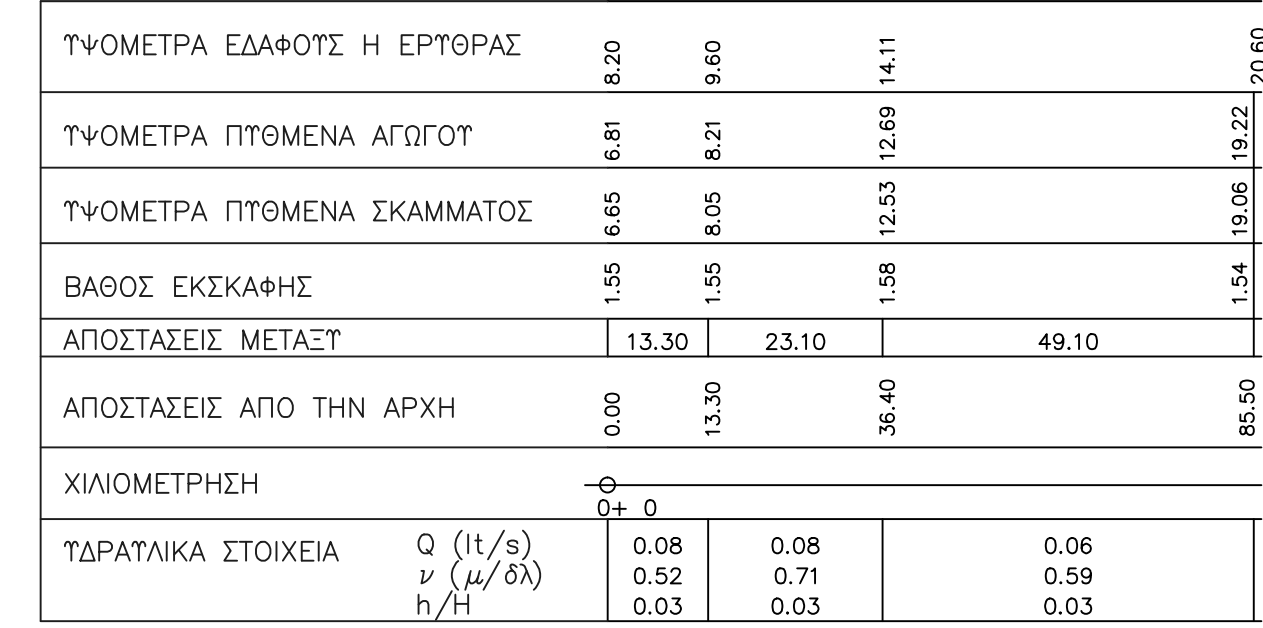 ΥΨΟΜΕΤΡΑ ΕΔΑΦΟΥΣ Η ΕΡΥΘΡΑΣ 8.20 9.60 14.11 20.60
ΥΨΟΜΕΤΡΑ ΠΥΘΜΕΝΑ ΑΓΩΓΟΥ 6.81 8.21 12.69 19.22
ΥΨΟΜΕΤΡΑ ΠΥΘΜΕΝΑ ΣΚΑΜΜΑΤΟΣ 6.65 8.05 12.53 19.06
ΒΑΘΟΣ ΕΚΣΚΑΦΗΣ 1.55 1.55 1.58 1.54
ΑΠΟΣΤΑΣΕΙΣ ΜΕΤΑΞΥ 13.30 23.10 49.10
ΑΠΟΣΤΑΣΕΙΣ ΑΠΟ ΤΗΝ ΑΡΧΗ 0.00 13.30 36.40 85.50
ΧΙΛΙΟΜΕΤΡΗΣΗ
0+ 0
ΥΔΡΑΥΛΙΚΑ ΣΤΟΙΧΕΙΑ Q (lt/s) 0.08 0.08 0.06
ν (μ/δλ) 0.52 0.71 0.59
h/H 0.03 0.03 0.03